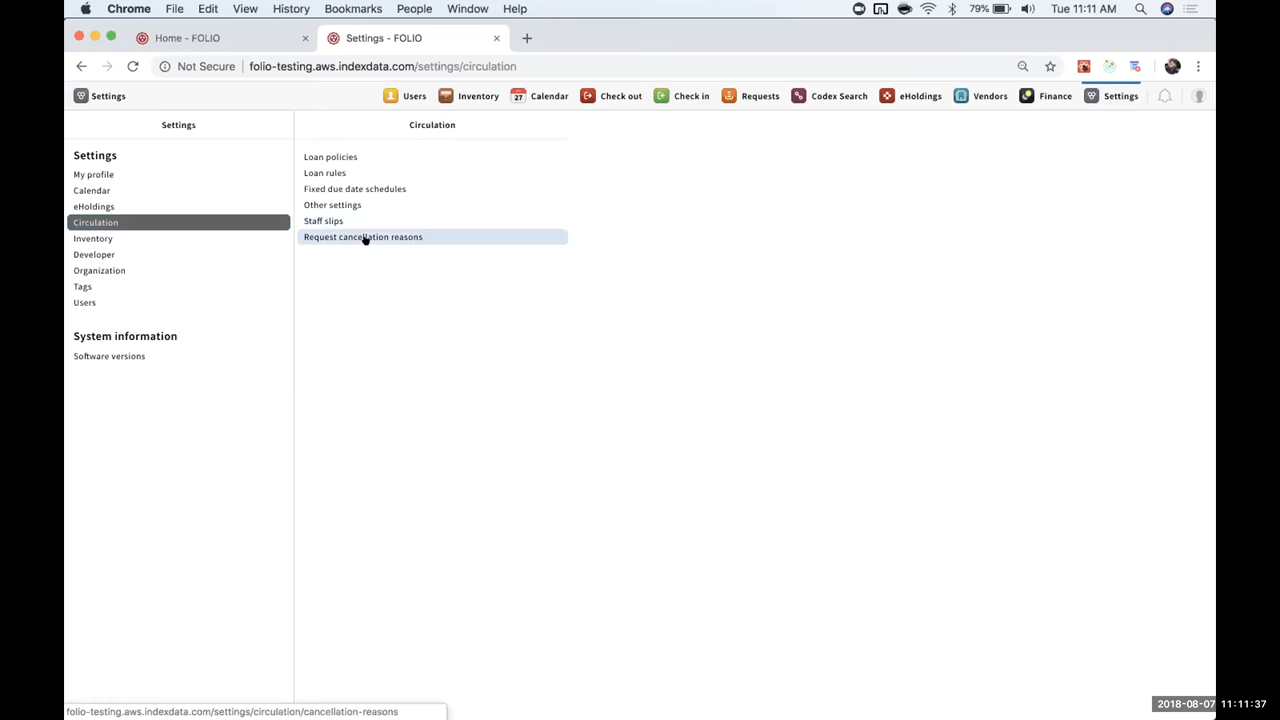 Chrome File Edit View History Bookmarks People Window Help 79% Tue 11:11 AM
Home - FOLIO Settings - FOLIO
Not Secure folio-testing.aws.indexdata.com/settings/circulation
Settings Users Inventory 27 Calendar Check out Check in Requests Codex Search eHoldings Vendors Finance Settings
Settings Circulation
Settings
My profile
Calendar
eHoldings
Circulation
Inventory
Developer
Organization
Tags
Users
System information
Software versions
Loan policies
Loan rules
Fixed due date schedules
Other settings
Staff slips
Request cancellation reasons
folio-testing.aws.indexdata.com/settings/circulation/cancellation-reasons
2018-08-07 11:11:37